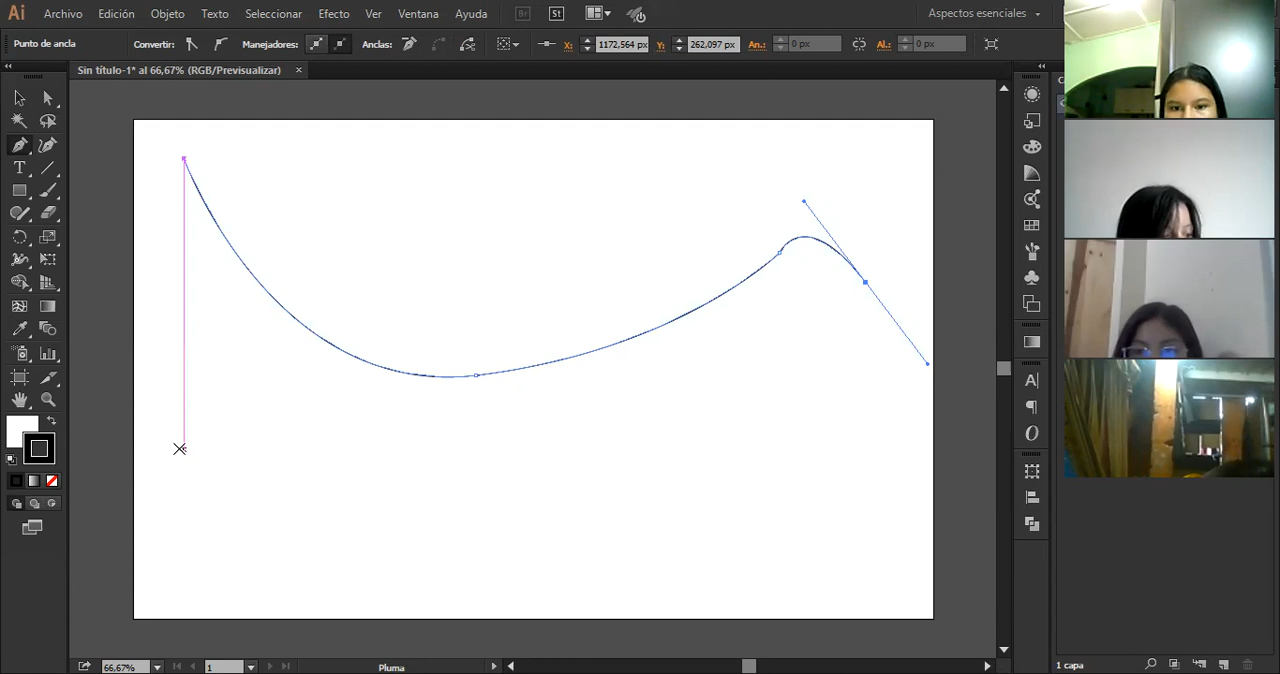 Ai Archivo Edición Objeto Texto Seleccionar Efecto Ver Ventana Ayuda Br St Aspectos esenciales
Punto de ancla Convertir: Manejadores: Anclas: X: 1172,564 px Y: 262,097 px An.: 0 px Al.: 0 px
Sin título-1* al 66,67% (RGB/Previsualizar) ×
66,67% 1 Pluma 1 capa